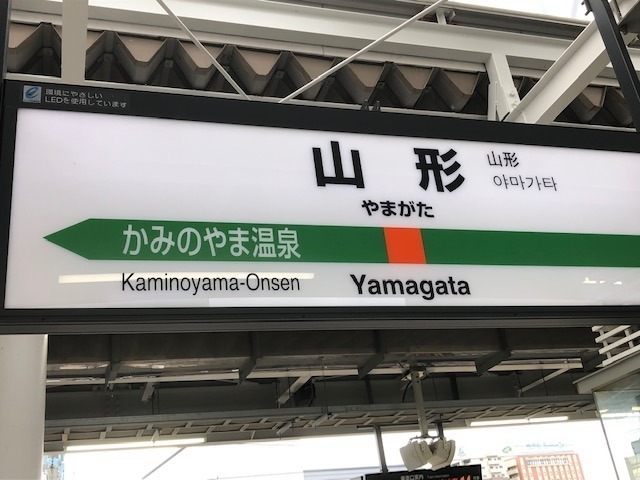 環境にやさしい
LEDを使用しています
山形
山形
야마가타
やまがた
かみのやま温泉
Kaminoyama-Onsen
Yamagata